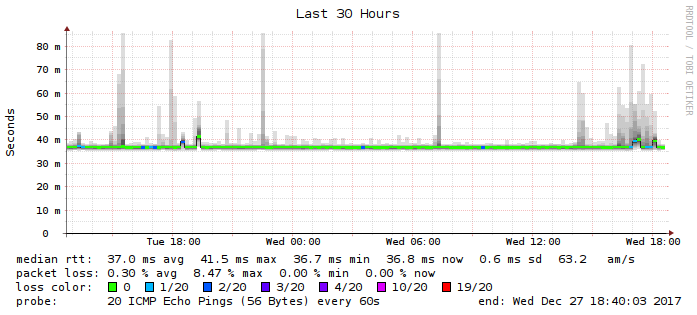 Last 30 Hours
RRDTOOL / TOBI OETIKER
Seconds
80 m
70 m
60 m
50 m
40 m
30 m
20 m
10 m
0
Tue 18:00 Wed 00:00 Wed 06:00 Wed 12:00 Wed 18:00
median rtt: 37.0 ms avg 41.5 ms max 36.7 ms min 36.8 ms now 0.6 ms sd 63.2 am/s
packet loss: 0.30 % avg 8.47 % max 0.00 % min 0.00 % now
loss color: 0 1/20 2/20 3/20 4/20 10/20 19/20
probe: 20 ICMP Echo Pings (56 Bytes) every 60s end: Wed Dec 27 18:40:03 2017